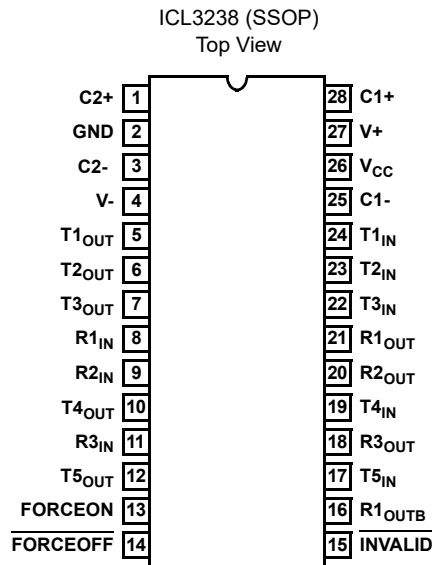 ICL3238 (SSOP)
Top View
C2+ 1 28 C1+
GND 2 27 V+
C2- 3 26 VCC
V- 4 25 C1-
T1OUT 5 24 T1IN
T2OUT 6 23 T2IN
T3OUT 7 22 T3IN
R1IN 8 21 R1OUT
R2IN 9 20 R2OUT
T4OUT 10 19 T4IN
R3IN 11 18 R3OUT
T5OUT 12 17 T5IN
FORCEON 13 16 R1OUTB
FORCEOFF 14 15 INVALID